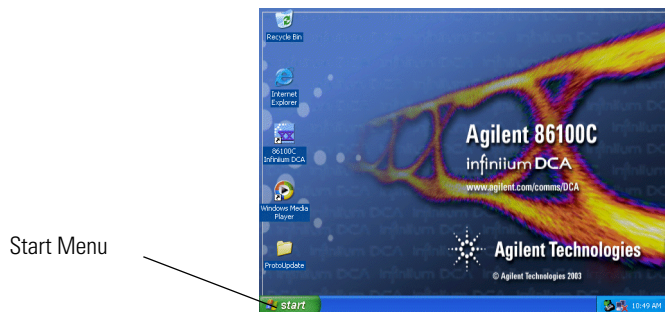 Recycle Bin
Internet
Explorer
86100C
Infiniium DCA
Windows Media
Player
ProtoUpdate
Agilent 86100C
infiniium DCA
www.agilent.com/comms/DCA
Agilent Technologies
© Agilent Technologies 2003
Start Menu
start
10:49 AM